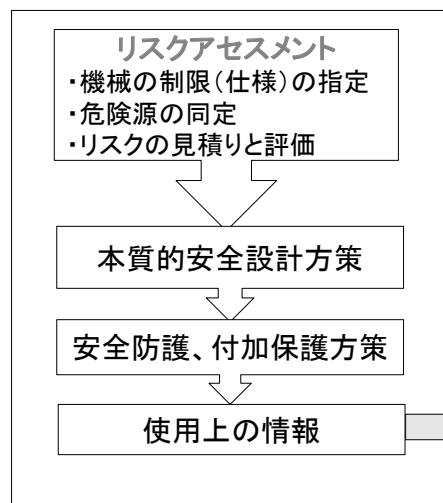 リスクアセスメント
・機械の制限(仕様)の指定
・危険源の同定
・リスクの見積りと評価
本質的安全設計方策
安全防護、付加保護方策
使用上の情報